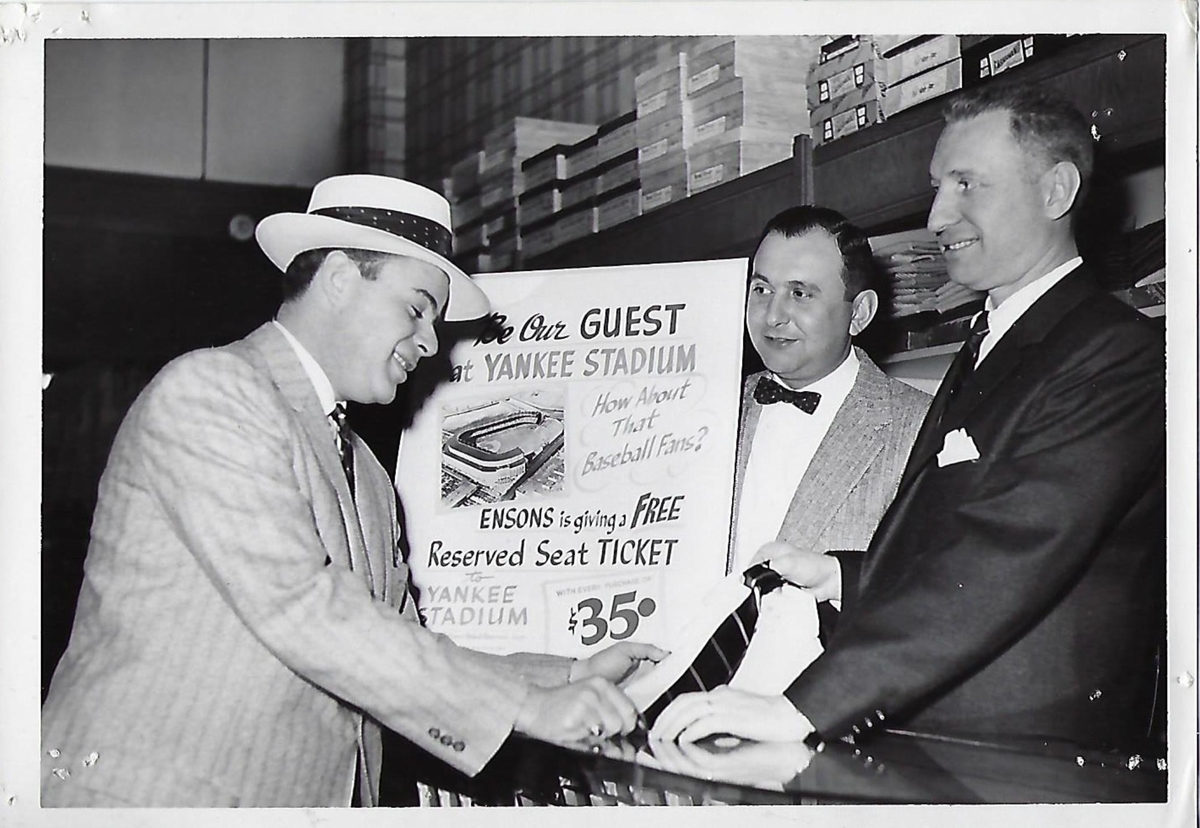 Be Our GUEST
at YANKEE STADIUM
How About
That
Baseball Fans?
ENSONS is giving a FREE
Reserved Seat TICKET
to
YANKEE
STADIUM
WITH EVERY PURCHASE OF
$35